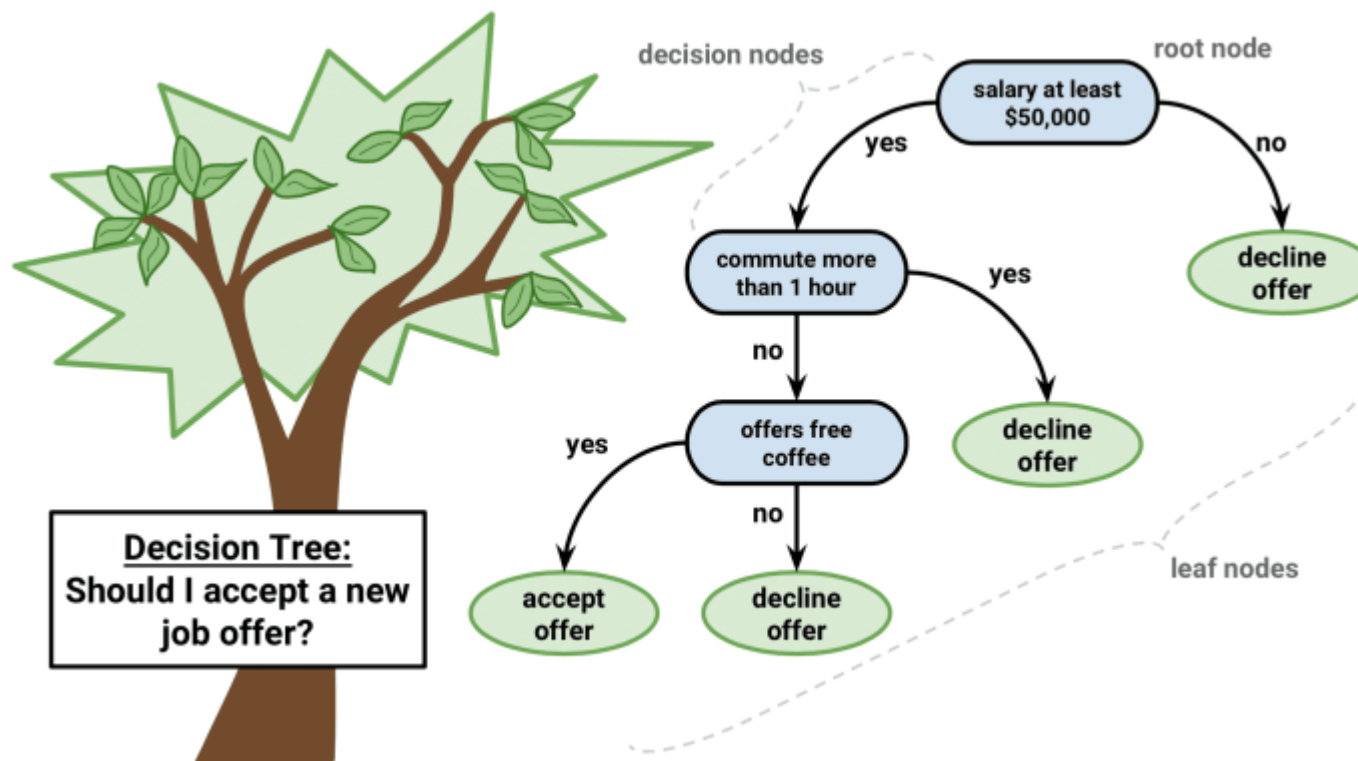 decision nodes
root node
salary at least
$50,000
yes
no
commute more
than 1 hour
yes
decline
offer
no
offers free
coffee
decline
offer
yes
no
leaf nodes
accept
offer
decline
offer
Decision Tree:
Should I accept a new
job offer?